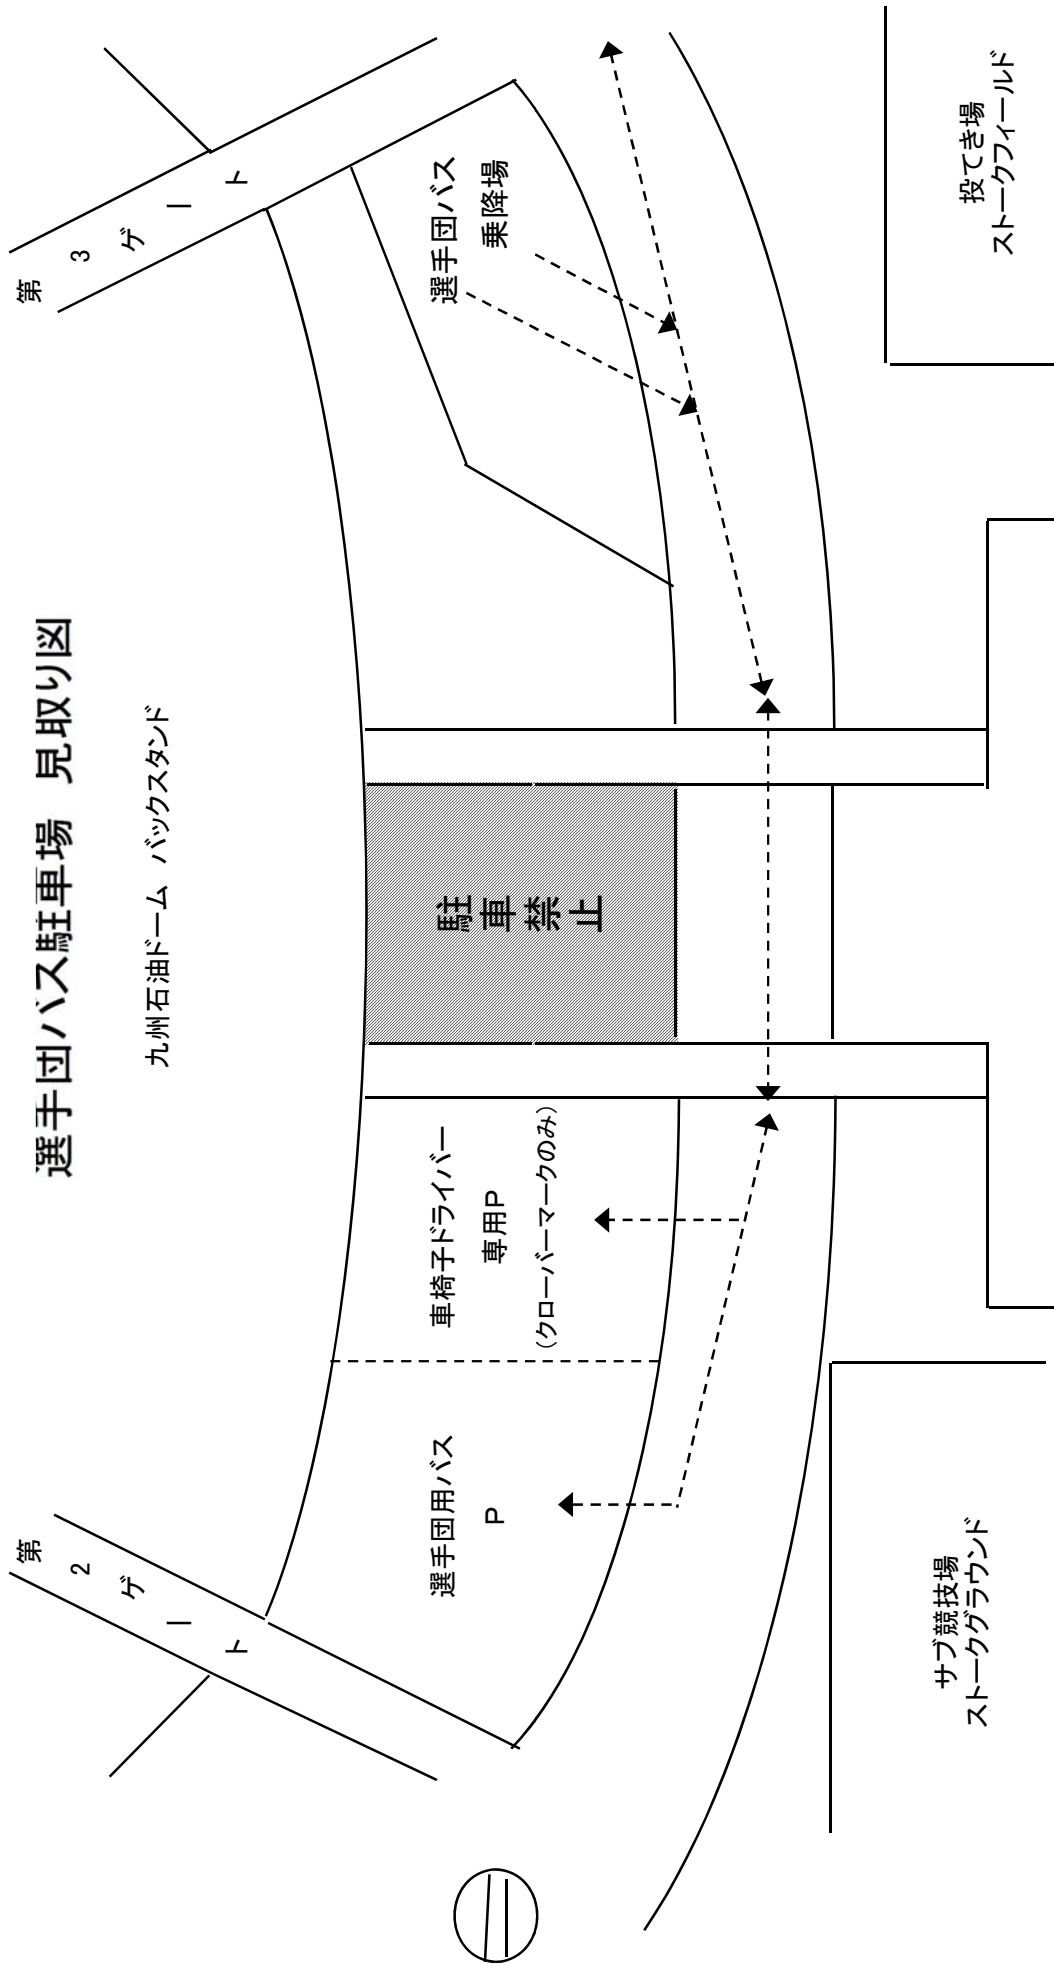 選手団バス駐車場　見取り図
九州石油ドーム　バックスタンド
第２ゲート
第３ゲート
選手団用バス
Ｐ
車椅子ドライバー
専用Ｐ
（クローバーマークのみ）
駐車禁止
選手団バス
乗降場
サブ競技場
ストークグラウンド
投てき場
ストークフィールド